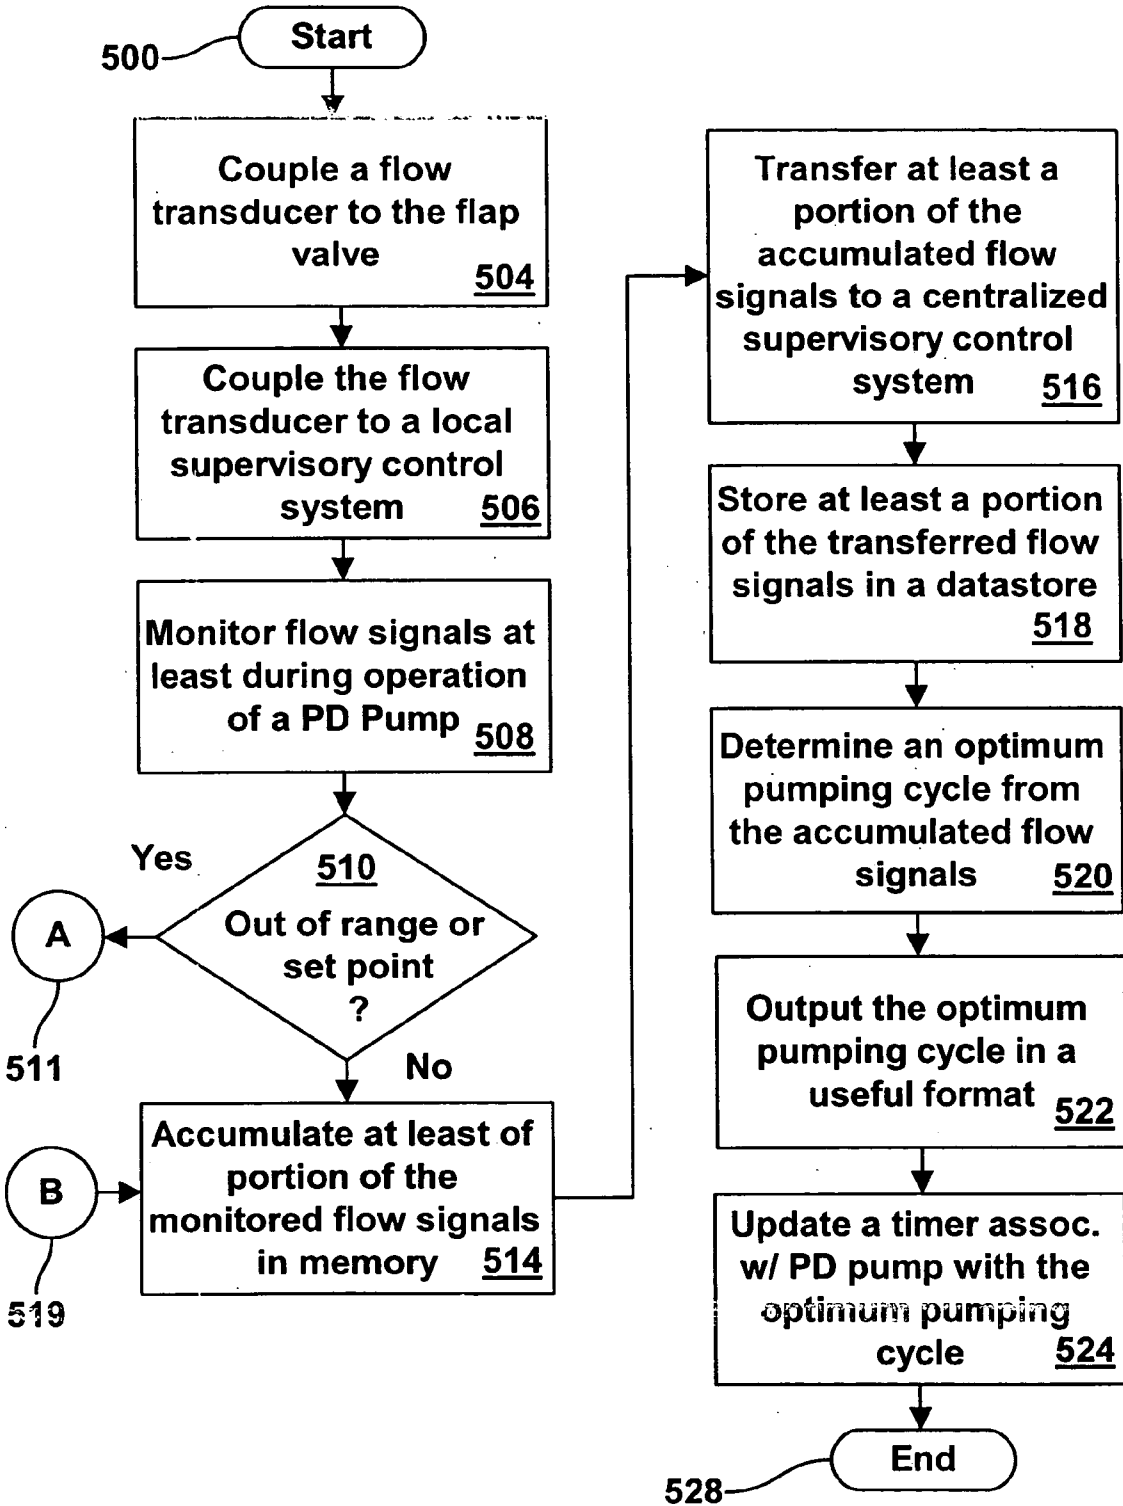 Start
500
Couple a flow
transducer to the flap
valve
504
Couple the flow
transducer to a local
supervisory control
system
506
Monitor flow signals at
least during operation
of a PD Pump
508
Yes
510
Out of range or
set point
?
A
511
No
Accumulate at least of
portion of the
monitored flow signals
in memory
514
B
519
Transfer at least a
portion of the
accumulated flow
signals to a centralized
supervisory control
system
516
Store at least a portion
of the transferred flow
signals in a datastore
518
Determine an optimum
pumping cycle from
the accumulated flow
signals
520
Output the optimum
pumping cycle in a
useful format
522
Update a timer assoc.
w/ PD pump with the
optimum pumping
cycle
524
End
528